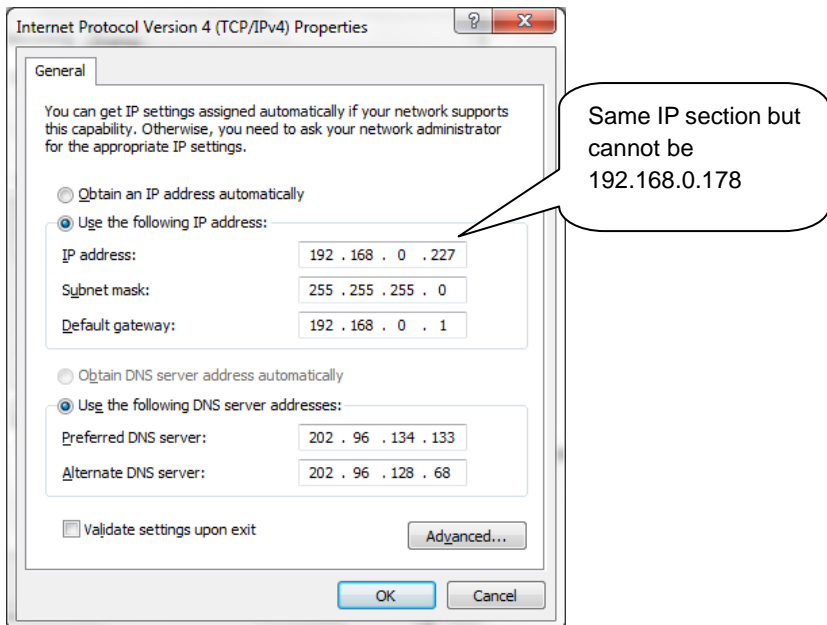 Internet Protocol Version 4 (TCP/IPv4) Properties
General
You can get IP settings assigned automatically if your network supports
this capability. Otherwise, you need to ask your network administrator
for the appropriate IP settings.
Obtain an IP address automatically
Use the following IP address:
IP address: 192 . 168 . 0 . 227
Subnet mask: 255 . 255 . 255 . 0
Default gateway: 192 . 168 . 0 . 1
Obtain DNS server address automatically
Use the following DNS server addresses:
Preferred DNS server: 202 . 96 . 134 . 133
Alternate DNS server: 202 . 96 . 128 . 68
Validate settings upon exit
Advanced...
OK
Cancel
Same IP section but
cannot be
192.168.0.178